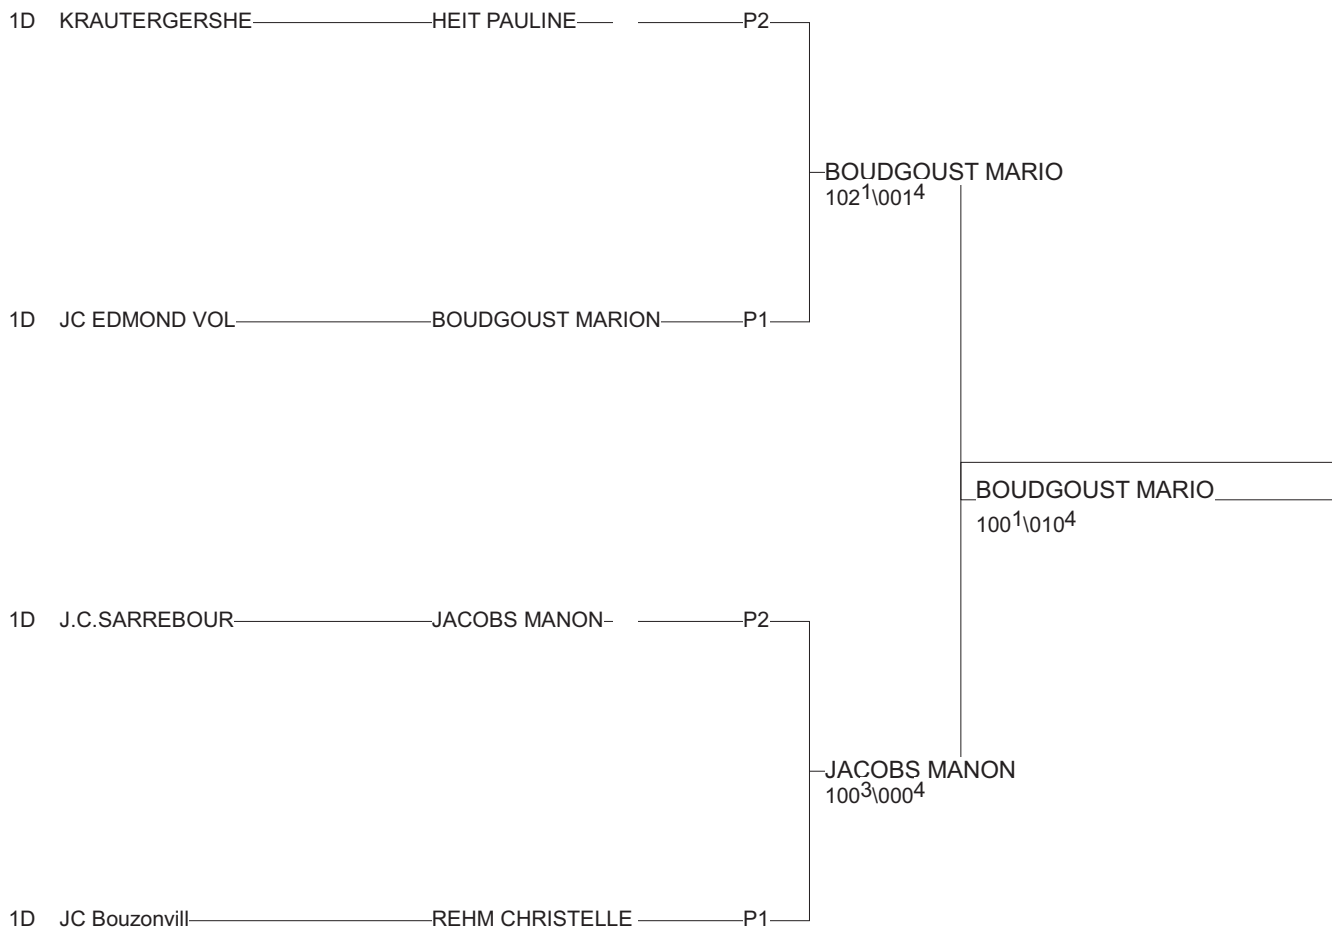 1D KRAUTERGERSHE HEIT PAULINE P2
BOUDGOUST MARIO
102¹\001⁴
1D JC EDMOND VOL BOUDGOUST MARION P1
BOUDGOUST MARIO
100¹\010⁴
1D J.C.SARREBOUR JACOBS MANON P2
JACOBS MANON
100³\000⁴
1D JC Bouzonvill REHM CHRISTELLE P1